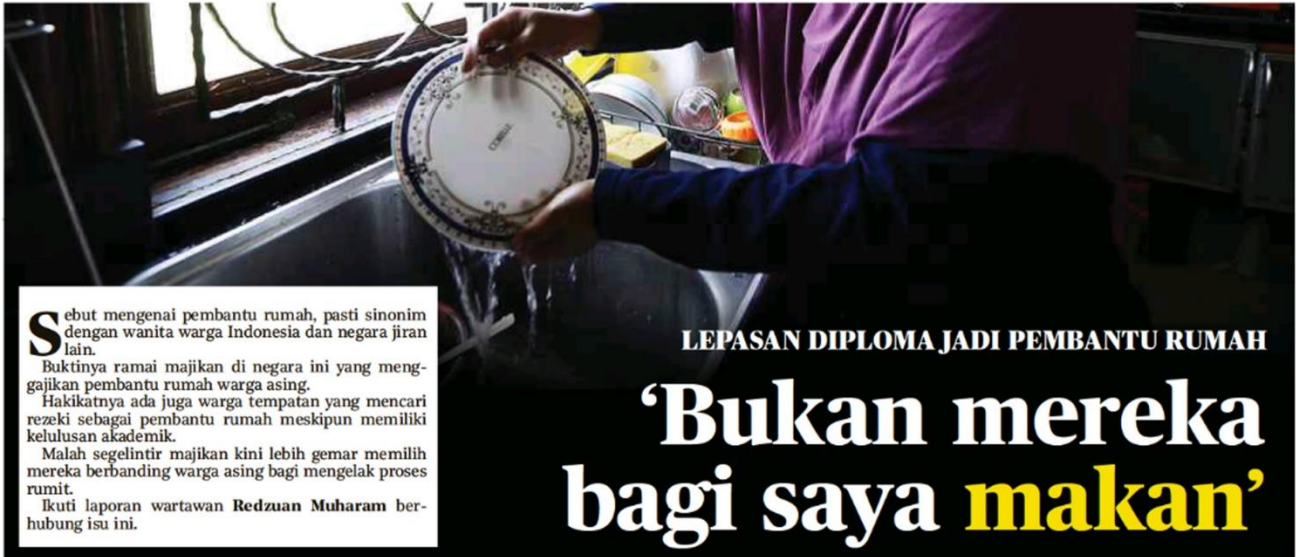 Sebut mengenai pembantu rumah, pasti sinonim
dengan wanita warga Indonesia dan negara jiran
lain.
Buktinya ramai majikan di negara ini yang meng-
gajikan pembantu rumah warga asing.
Hakikatnya ada juga warga tempatan yang mencari
rezeki sebagai pembantu rumah meskipun memiliki
kelulusan akademik.
Malah segelintir majikan kini lebih gemar memilih
mereka berbanding warga asing bagi mengelak proses
rumit.
Ikuti laporan wartawan Redzuan Muharam ber-
hubung isu ini.
LEPASAN DIPLOMA JADI PEMBANTU RUMAH
‘Bukan mereka
bagi saya makan’